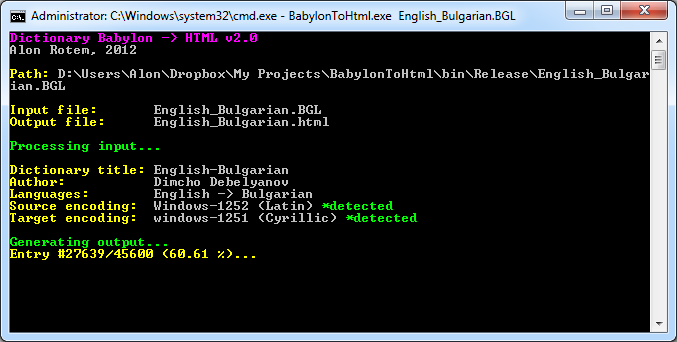 Administrator: C:\Windows\system32\cmd.exe - BabylonToHtml.exe  English_Bulgarian.BGL
Dictionary Babylon -> HTML v2.0
Alon Rotem, 2012
Path: D:\Users\Alon\Dropbox\My Projects\BabylonToHtml\bin\Release\English_Bulgar
ian.BGL
Input file:       English_Bulgarian.BGL
Output file:      English_Bulgarian.html
Processing input...
Dictionary title: English-Bulgarian
Author:           Dimcho Debelyanov
Languages:        English -> Bulgarian
Source encoding:  Windows-1252 (Latin) *detected
Target encoding:  windows-1251 (Cyrillic) *detected
Generating output...
Entry #27639/45600 (60.61 %)...